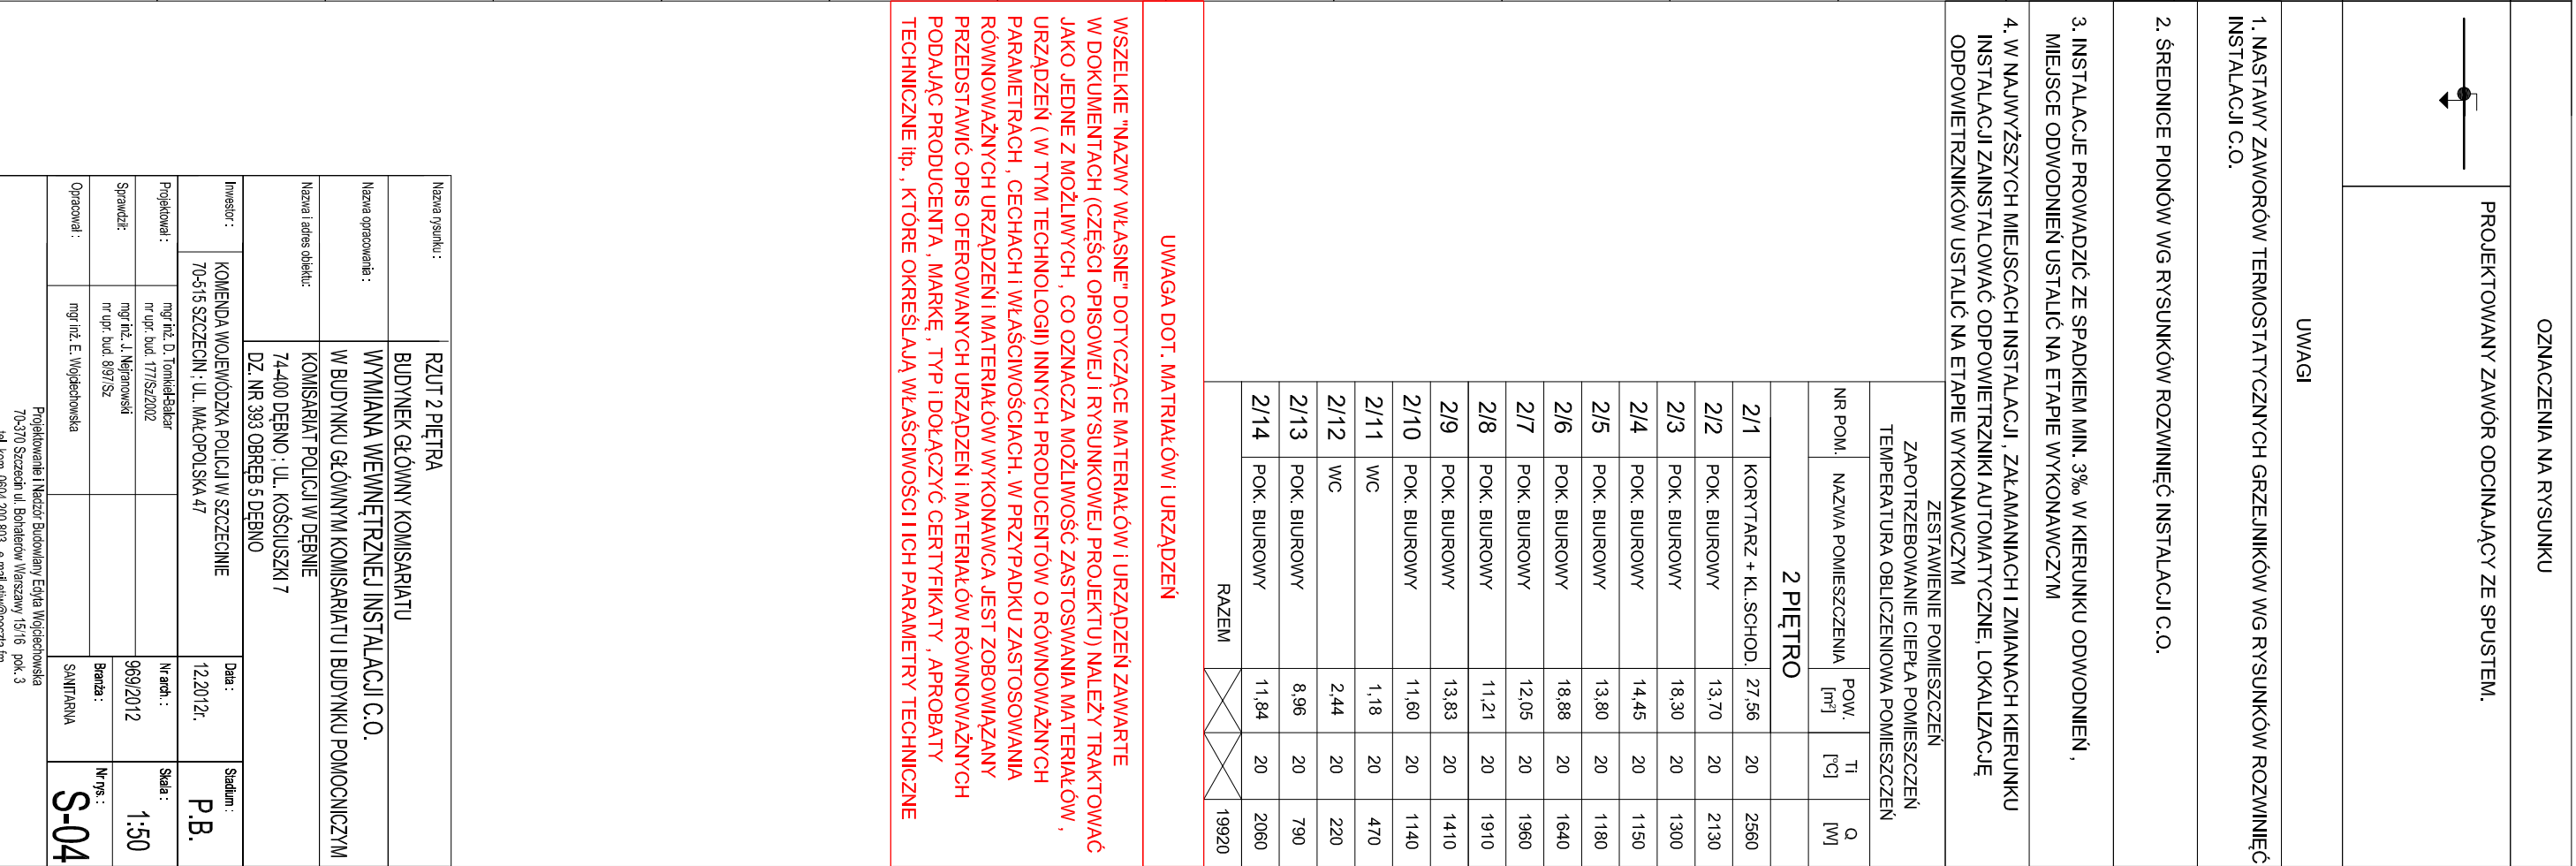 OZNACZENIA NA RYSUNKU
PROJEKTOWANY ZAWÓR ODCINAJĄCY ZE SPUSTEM.
UWAGI
1. NASTAWY ZAWORÓW TERMOSTATYCZNYCH GRZEJNIKÓW WG RYSUNKÓW ROZWINIĘĆ
INSTALACJI C.O.
2. ŚREDNICE PIONÓW WG RYSUNKÓW ROZWINIĘĆ INSTALACJI C.O.
3. INSTALACJE PROWADZIĆ ZE SPADKIEM MIN. 3‰ W KIERUNKU ODWODNIEŃ ,
MIEJSCE ODWODNIEŃ USTALIĆ NA ETAPIE WYKONAWCZYM
4. W NAJWYŻSZYCH MIEJSCACH INSTALACJI , ZAŁAMANIACH I ZMIANACH KIERUNKU
INSTALACJI ZAINSTALOWAĆ ODPOWIETRZNIKI AUTOMATYCZNE, LOKALIZACJĘ
ODPOWIETRZNIKÓW USTALIĆ NA ETAPIE WYKONAWCZYM
ZESTAWIENIE POMIESZCZEŃ
ZAPOTRZEBOWANIE CIEPŁA POMIESZCZEŃ
TEMPERATURA OBLICZENIOWA POMIESZCZEŃ
NR POM. NAZWA POMIESZCZENIA POW. [m²] Ti [°C] Q [W]
2 PIĘTRO
2/1 KORYTARZ + KL.SCHOD. 27,56 20 2560
2/2 POK. BIUROWY 13,70 20 2130
2/3 POK. BIUROWY 18,30 20 1300
2/4 POK. BIUROWY 14,45 20 1150
2/5 POK. BIUROWY 13,80 20 1180
2/6 POK. BIUROWY 18,88 20 1640
2/7 POK. BIUROWY 12,05 20 1960
2/8 POK. BIUROWY 11,21 20 1910
2/9 POK. BIUROWY 13,83 20 1410
2/10 POK. BIUROWY 11,60 20 1140
2/11 WC 1,18 20 470
2/12 WC 2,44 20 220
2/13 POK. BIUROWY 8,96 20 790
2/14 POK. BIUROWY 11,84 20 2060
RAZEM 19920
UWAGA DOT. MATRIAŁÓW i URZĄDZEŃ
WSZELKIE "NAZWY WŁASNE" DOTYCZĄCE MATERIAŁÓW i URZĄDZEŃ ZAWARTE
W DOKUMENTACH (CZĘŚCI OPISOWEJ i RYSUNKOWEJ PROJEKTU) NALEŻY TRAKTOWAĆ
JAKO JEDNE Z MOŻLIWYCH , CO OZNACZA MOŻLIWOŚĆ ZASTOSWANIA MATERIAŁÓW ,
URZĄDZEŃ ( W TYM TECHNOLOGII) INNYCH PRODUCENTÓW O RÓWNOWAŻNYCH
PARAMETRACH , CECHACH i WŁAŚCIWOŚCIACH. W PRZYPADKU ZASTOSOWANIA
RÓWNOWAŻNYCH URZĄDZEŃ i MATERIAŁÓW WYKONAWCA JEST ZOBOWIĄZANY
PRZEDSTAWIĆ OPIS OFEROWANYCH URZĄDZEŃ i MATERIAŁÓW RÓWNOWAŻNYCH
PODAJĄC PRODUCENTA , MARKĘ , TYP i DOŁĄCZYĆ CERTYFIKATY , APROBATY
TECHNICZNE itp. , KTÓRE OKREŚLAJĄ WŁAŚCIWOŚCI I ICH PARAMETRY TECHNICZNE
Nazwa rysunku : RZUT 2 PIĘTRA
BUDYNEK GŁÓWNY KOMISARIATU
Nazwa opracowania : WYMIANA WEWNĘTRZNEJ INSTALACJI C.O.
W BUDYNKU GŁÓWNYM KOMISARIATU I BUDYNKU POMOCNICZYM
Nazwa i adres obiektu: KOMISARIAT POLICJI W DĘBNIE
74-400 DĘBNO ; UL. KOŚCIUSZKI 7
DZ. NR 393 OBRĘB 5 DĘBNO
Inwestor : KOMENDA WOJEWÓDZKA POLICJI W SZCZECINIE
70-515 SZCZECIN ; UL. MAŁOPOLSKA 47
Data : 12.2012r.
Stadium : P.B.
Projektował : mgr inż. D. Tomkiel-Balcar
nr upr. bud. 177/Sz/2002
Nr arch. : 969/2012
Skala : 1:50
Sprawdził: mgr inż. J. Nejranowski
nr upr. bud. 8/97/Sz
Branża : SANITARNA
Nr rys. : S-04
Opracował : mgr inż. E. Wojciechowska
Projektowanie i Nadzór Budowlany Edyta Wojciechowska
70-370 Szczecin ul. Bohaterów Warszawy 15/16 pok. 3